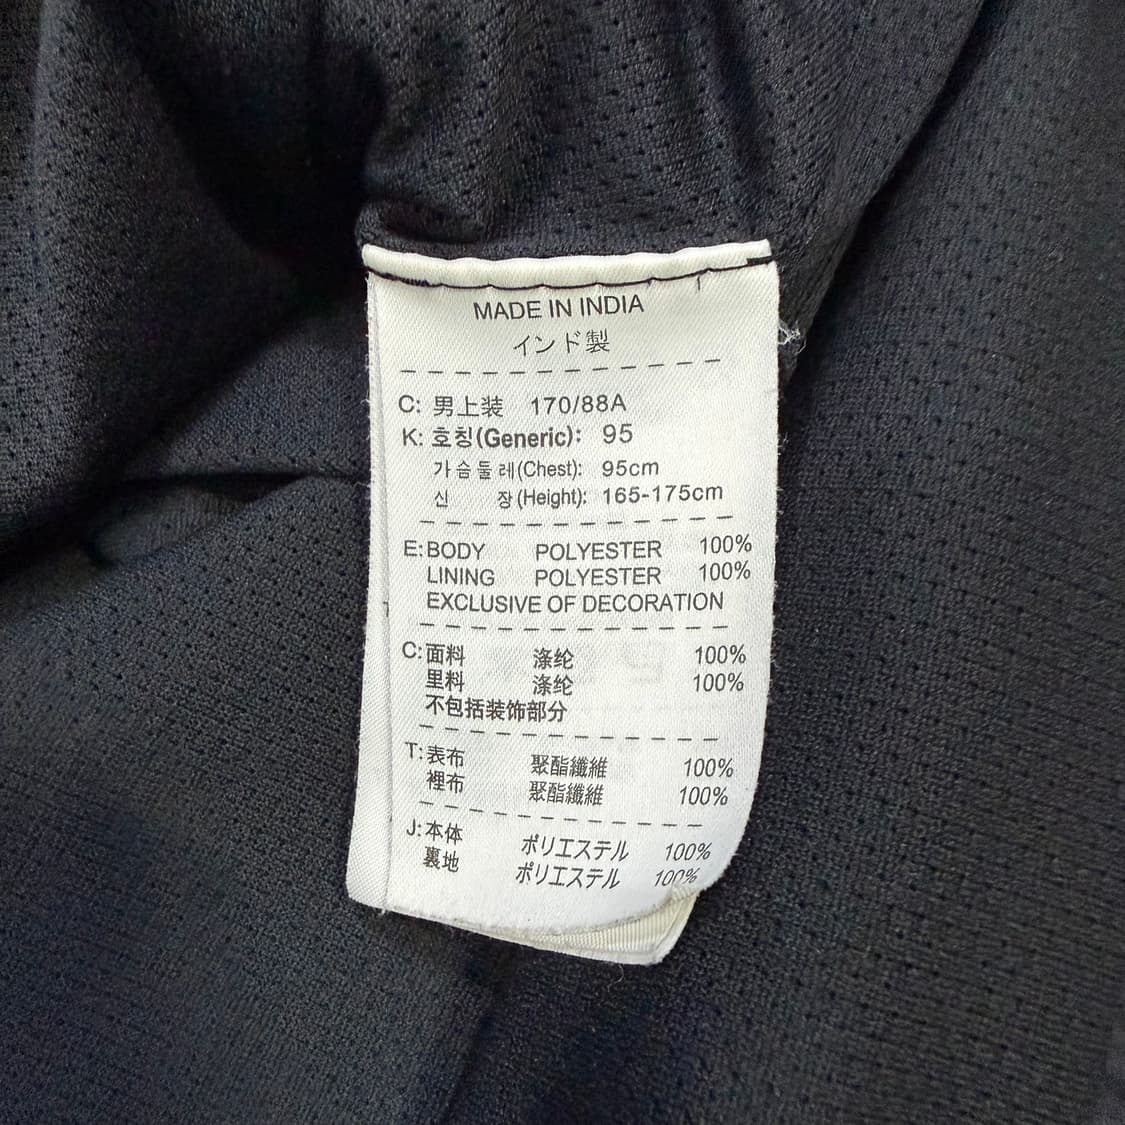 MADE IN INDIA
インド製
C: 男上装 170/88A
K: 호칭(Generic): 95
가슴둘레(Chest): 95cm
신 장(Height): 165-175cm
E: BODY POLYESTER 100%
LINING POLYESTER 100%
EXCLUSIVE OF DECORATION
C: 面料 涤纶 100%
里料 涤纶 100%
不包括装饰部分
T: 表布 聚酯纖維 100%
裡布 聚酯纖維 100%
J: 本体 ポリエステル 100%
裏地 ポリエステル 100%